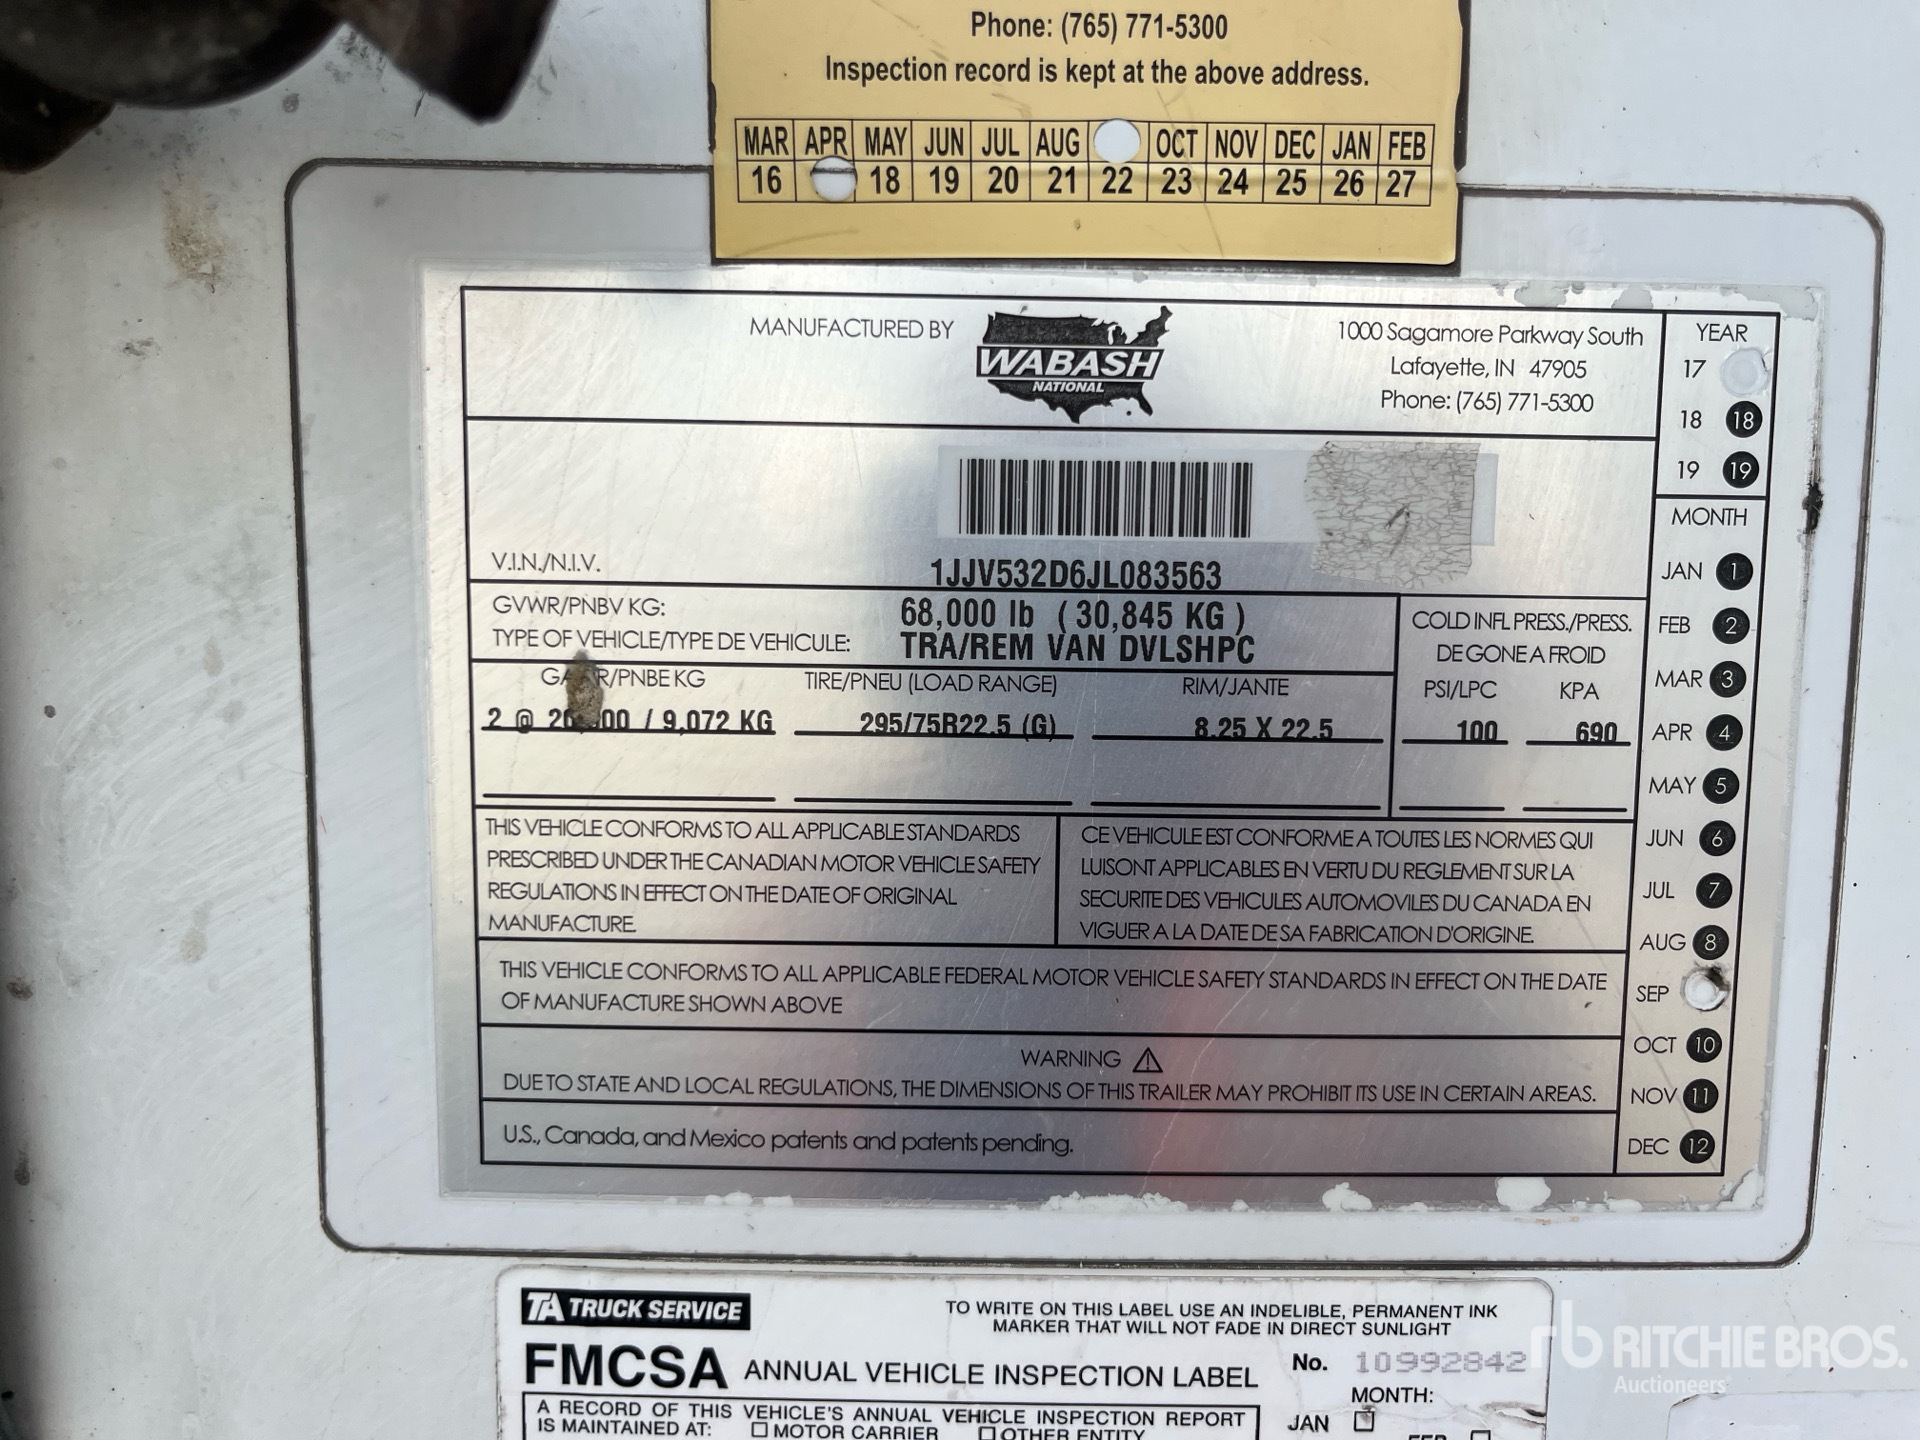 Phone: (765) 771-5300
Inspection record is kept at the above address.
MAR APR MAY JUN JUL AUG OCT NOV DEC JAN FEB
16 18 19 20 21 22 23 24 25 26 27
MANUFACTURED BY
WABASH
NATIONAL
1000 Sagamore Parkway South
Lafayette, IN 47905
Phone: (765) 771-5300
YEAR
17
18 18
19 19
V.I.N./N.I.V. 1JJV532D6JL083563
GVWR/PNBV KG: 68,000 lb ( 30,845 KG )
TYPE OF VEHICLE/TYPE DE VEHICULE: TRA/REM VAN DVLSHPC
COLD INFL PRESS./PRESS.
DE GONE A FROID
PSI/LPC KPA
/PNBE KG TIRE/PNEU (LOAD RANGE) RIM/JANTE
2 @ / 9,072 KG 295/75R22.5 (G) 8.25 X 22.5 100 690
THIS VEHICLE CONFORMS TO ALL APPLICABLE STANDARDS
PRESCRIBED UNDER THE CANADIAN MOTOR VEHICLE SAFETY
REGULATIONS IN EFFECT ON THE DATE OF ORIGINAL
MANUFACTURE.
CE VEHICULE EST CONFORME A TOUTES LES NORMES QUI
LUISONT APPLICABLES EN VERTU DU REGLEMENT SUR LA
SECURITE DES VEHICULES AUTOMOVILES DU CANADA EN
VIGUER A LA DATE DE SA FABRICATION D'ORIGINE.
THIS VEHICLE CONFORMS TO ALL APPLICABLE FEDERAL MOTOR VEHICLE SAFETY STANDARDS IN EFFECT ON THE DATE
OF MANUFACTURE SHOWN ABOVE
WARNING
DUE TO STATE AND LOCAL REGULATIONS, THE DIMENSIONS OF THIS TRAILER MAY PROHIBIT ITS USE IN CERTAIN AREAS.
U.S., Canada, and Mexico patents and patents pending.
MONTH
JAN 1
FEB 2
MAR 3
APR 4
MAY 5
JUN 6
JUL 7
AUG 8
SEP
OCT 10
NOV 11
DEC 12
TA TRUCK SERVICE
TO WRITE ON THIS LABEL USE AN INDELIBLE, PERMANENT INK
MARKER THAT WILL NOT FADE IN DIRECT SUNLIGHT
FMCSA ANNUAL VEHICLE INSPECTION LABEL
No. 10992842
A RECORD OF THIS VEHICLE'S ANNUAL VEHICLE INSPECTION REPORT
IS MAINTAINED AT: MOTOR CARRIER OTHER ENTITY
MONTH:
JAN
rb RITCHIE BROS.
Auctioneers